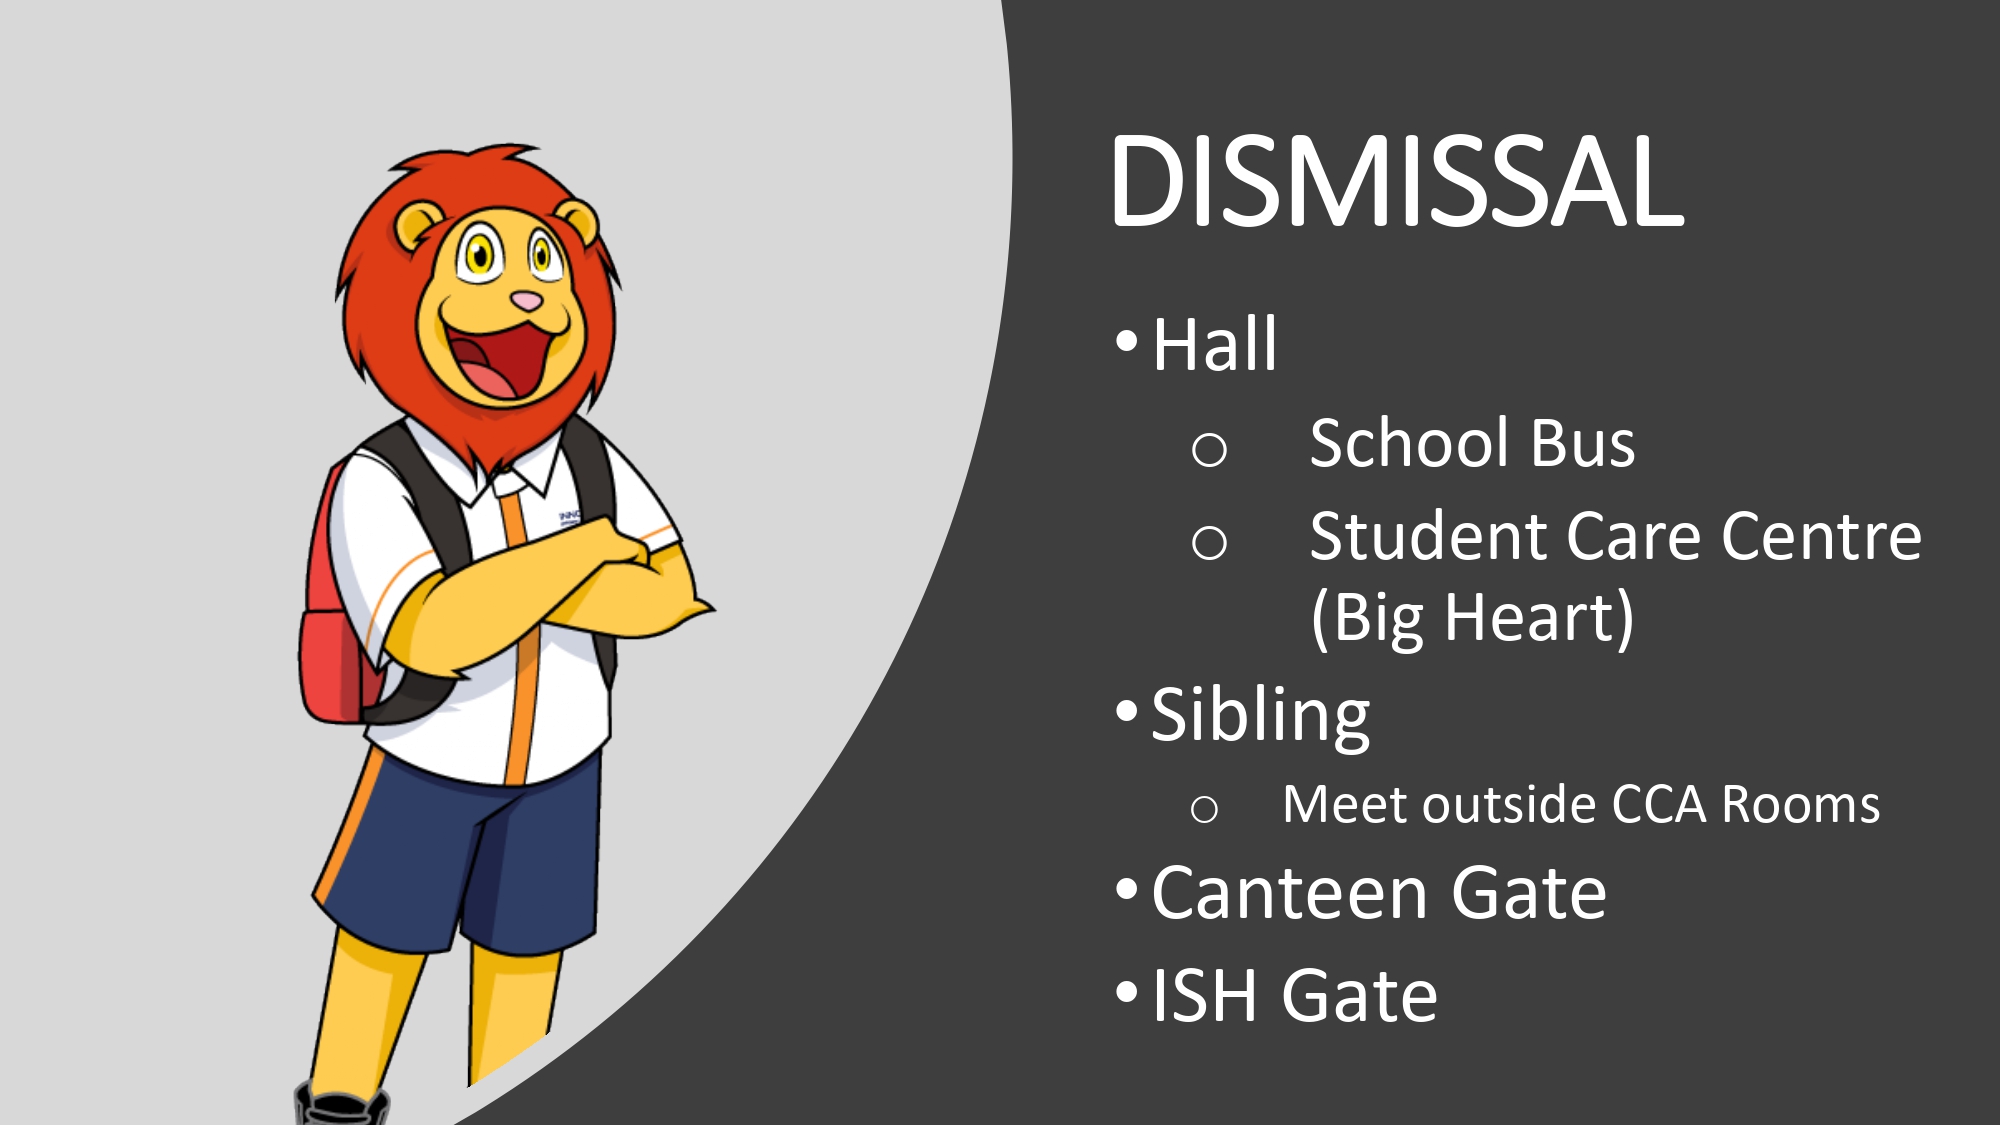 DISMISSAL
• Hall
o School Bus
o Student Care Centre
(Big Heart)
• Sibling
o Meet outside CCA Rooms
• Canteen Gate
• ISH Gate